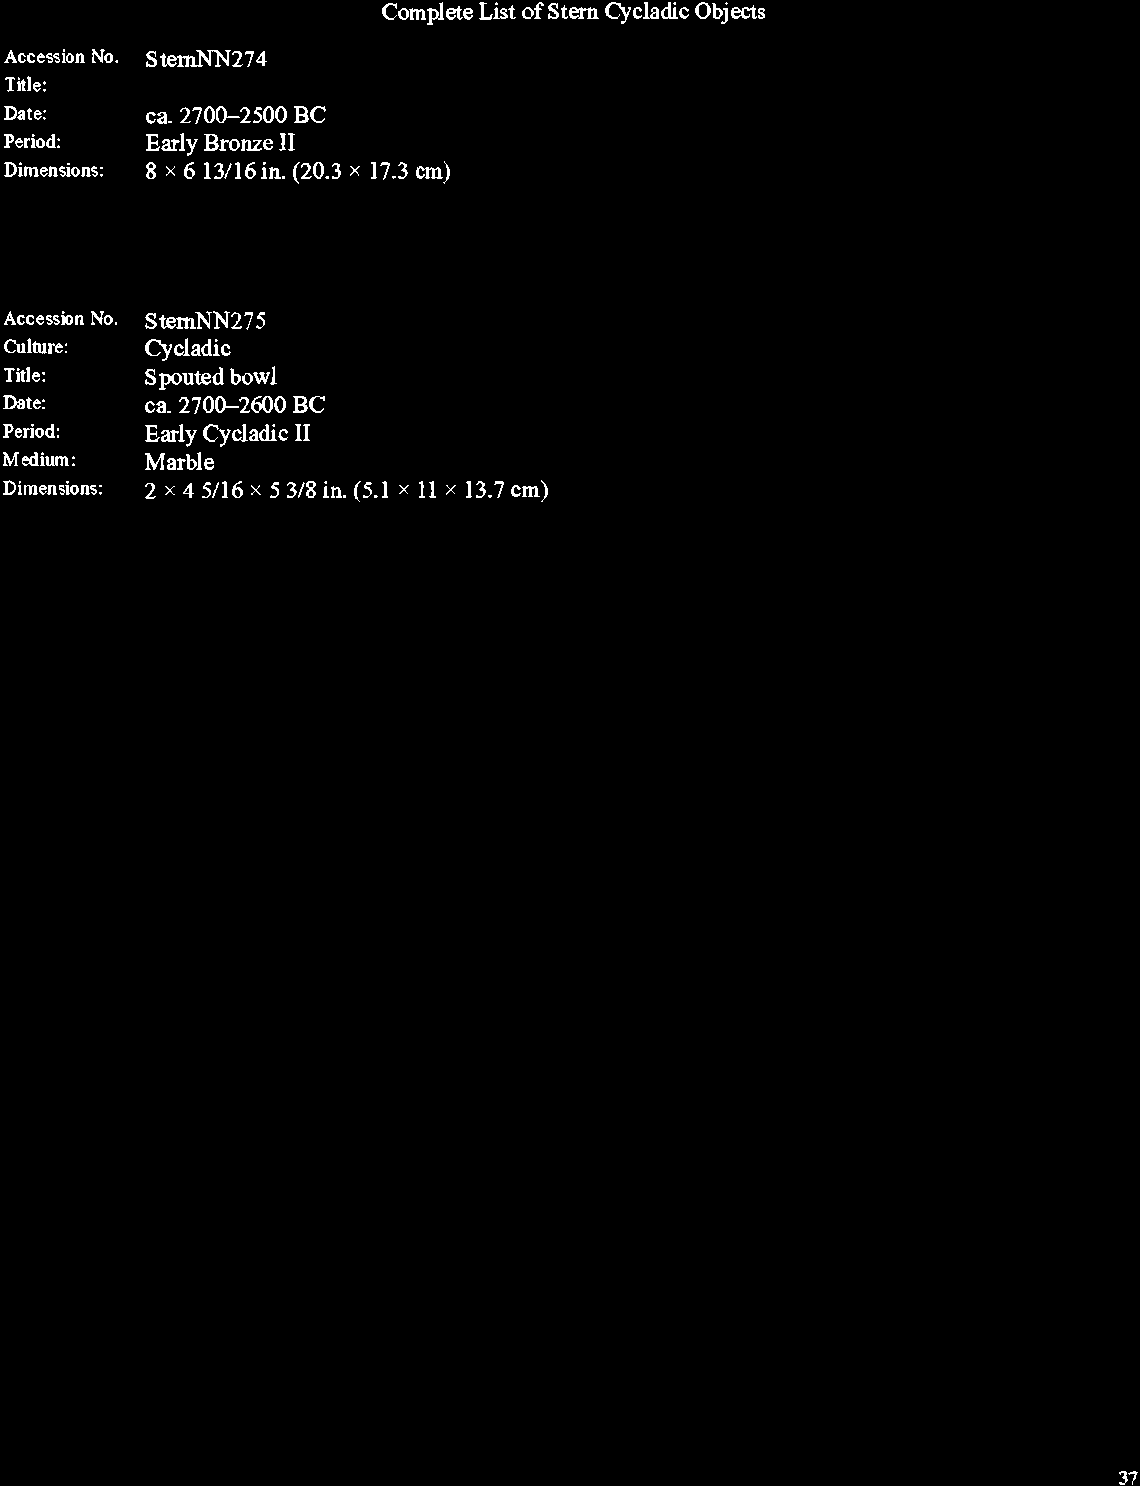 Complete List of Stern Cycladic Objects
Accession No. SternNN274
Title:
Date: ca. 2700–2500 BC
Period: Early Bronze II
Dimensions: 8 × 6 13/16 in. (20.3 × 17.3 cm)
Accession No. SternNN275
Culture: Cycladic
Title: Spouted bowl
Date: ca. 2700–2600 BC
Period: Early Cycladic II
Medium: Marble
Dimensions: 2 × 4 5/16 × 5 3/8 in. (5.1 × 11 × 13.7 cm)
37